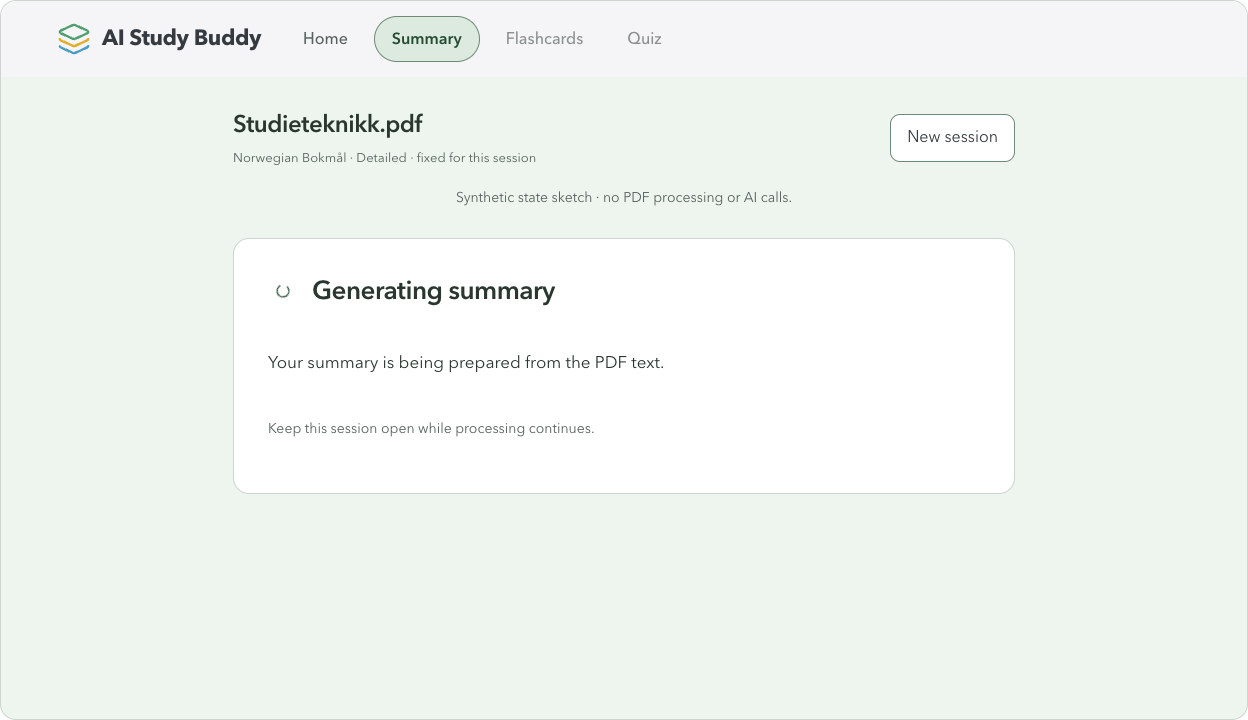 AI Study Buddy
Home
Summary
Flashcards
Quiz
Studieteknikk.pdf
New session
Norwegian Bokmål · Detailed · fixed for this session
Synthetic state sketch · no PDF processing or AI calls.
Generating summary
Your summary is being prepared from the PDF text.
Keep this session open while processing continues.